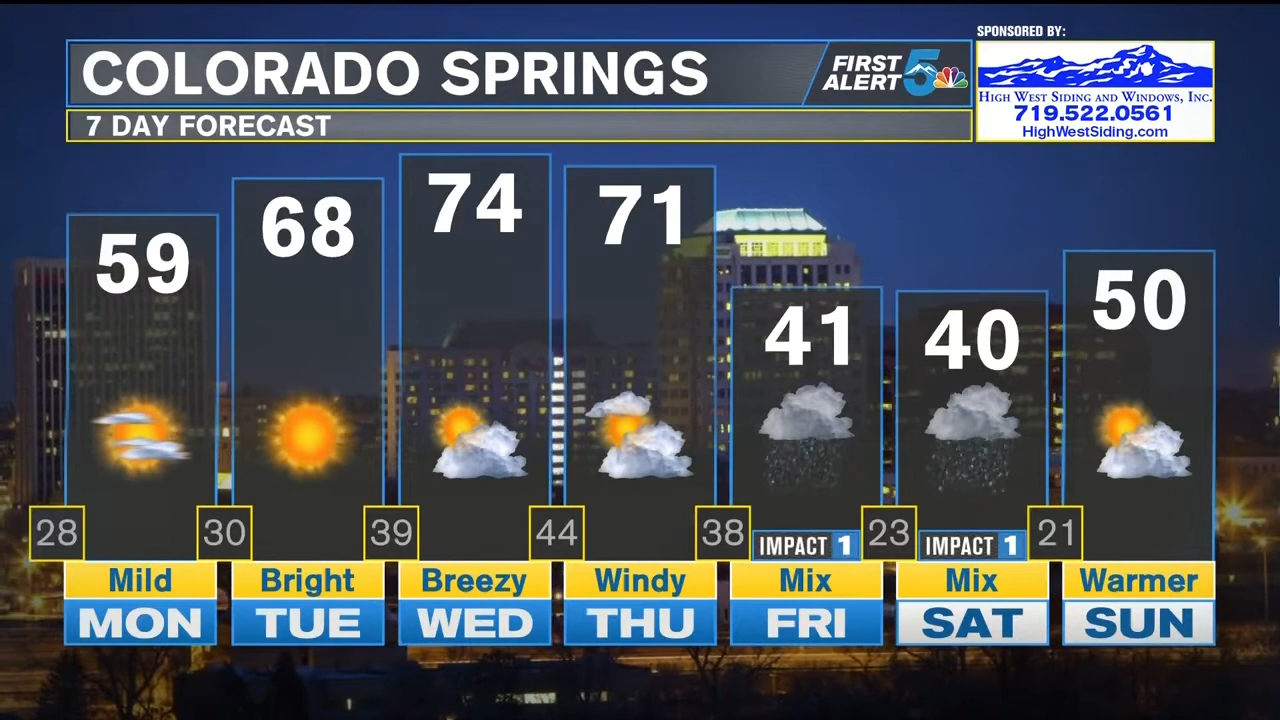 SPONSORED BY:
COLORADO SPRINGS
FIRST
ALERT 5
HIGH WEST SIDING AND WINDOWS, INC.
719.522.0561
HighWestSiding.com
7 DAY FORECAST
59 68 74 71 41 40 50
28 30 39 44 38 23 21
IMPACT 1 IMPACT 1
Mild Bright Breezy Windy Mix Mix Warmer
MON TUE WED THU FRI SAT SUN